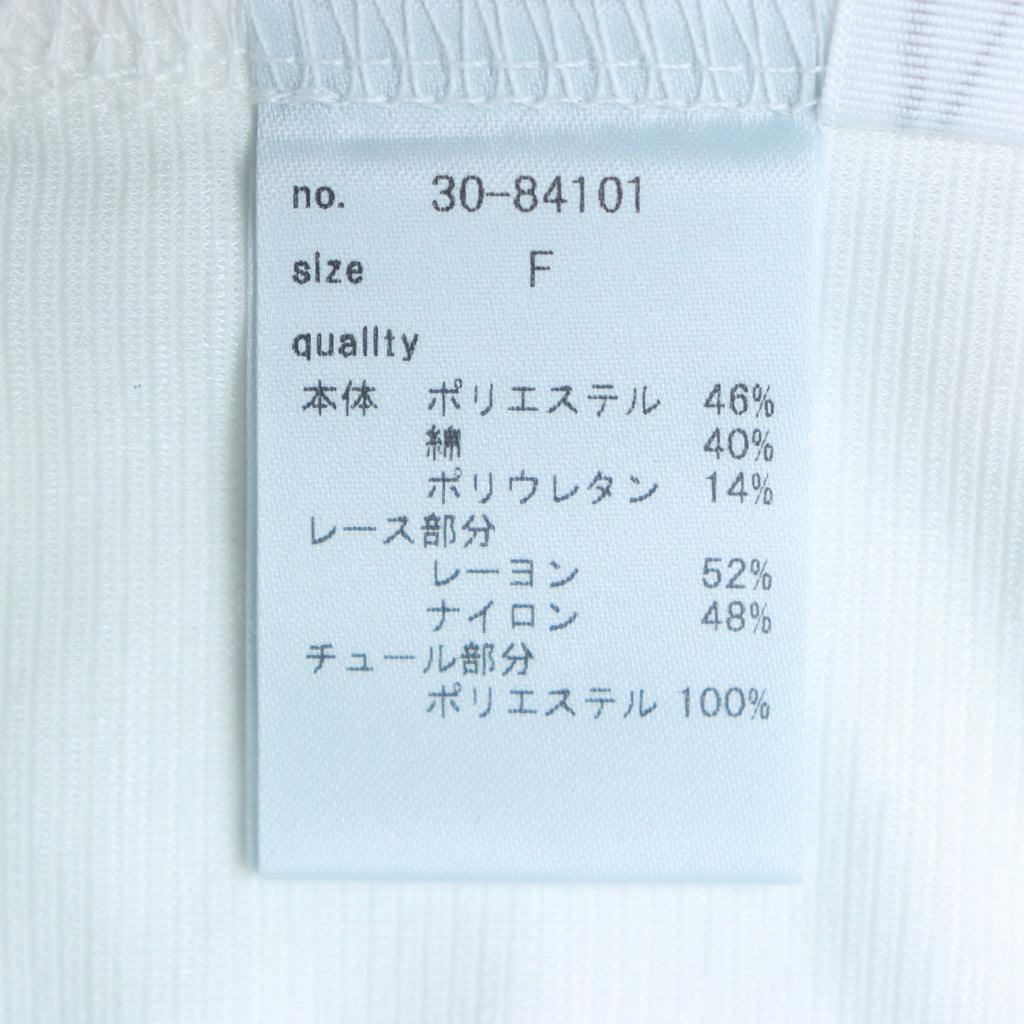 no. 30-84101
size F
quality
本体 ポリエステル 46%
綿 40%
ポリウレタン 14%
レース部分
レーヨン 52%
ナイロン 48%
チュール部分
ポリエステル 100%